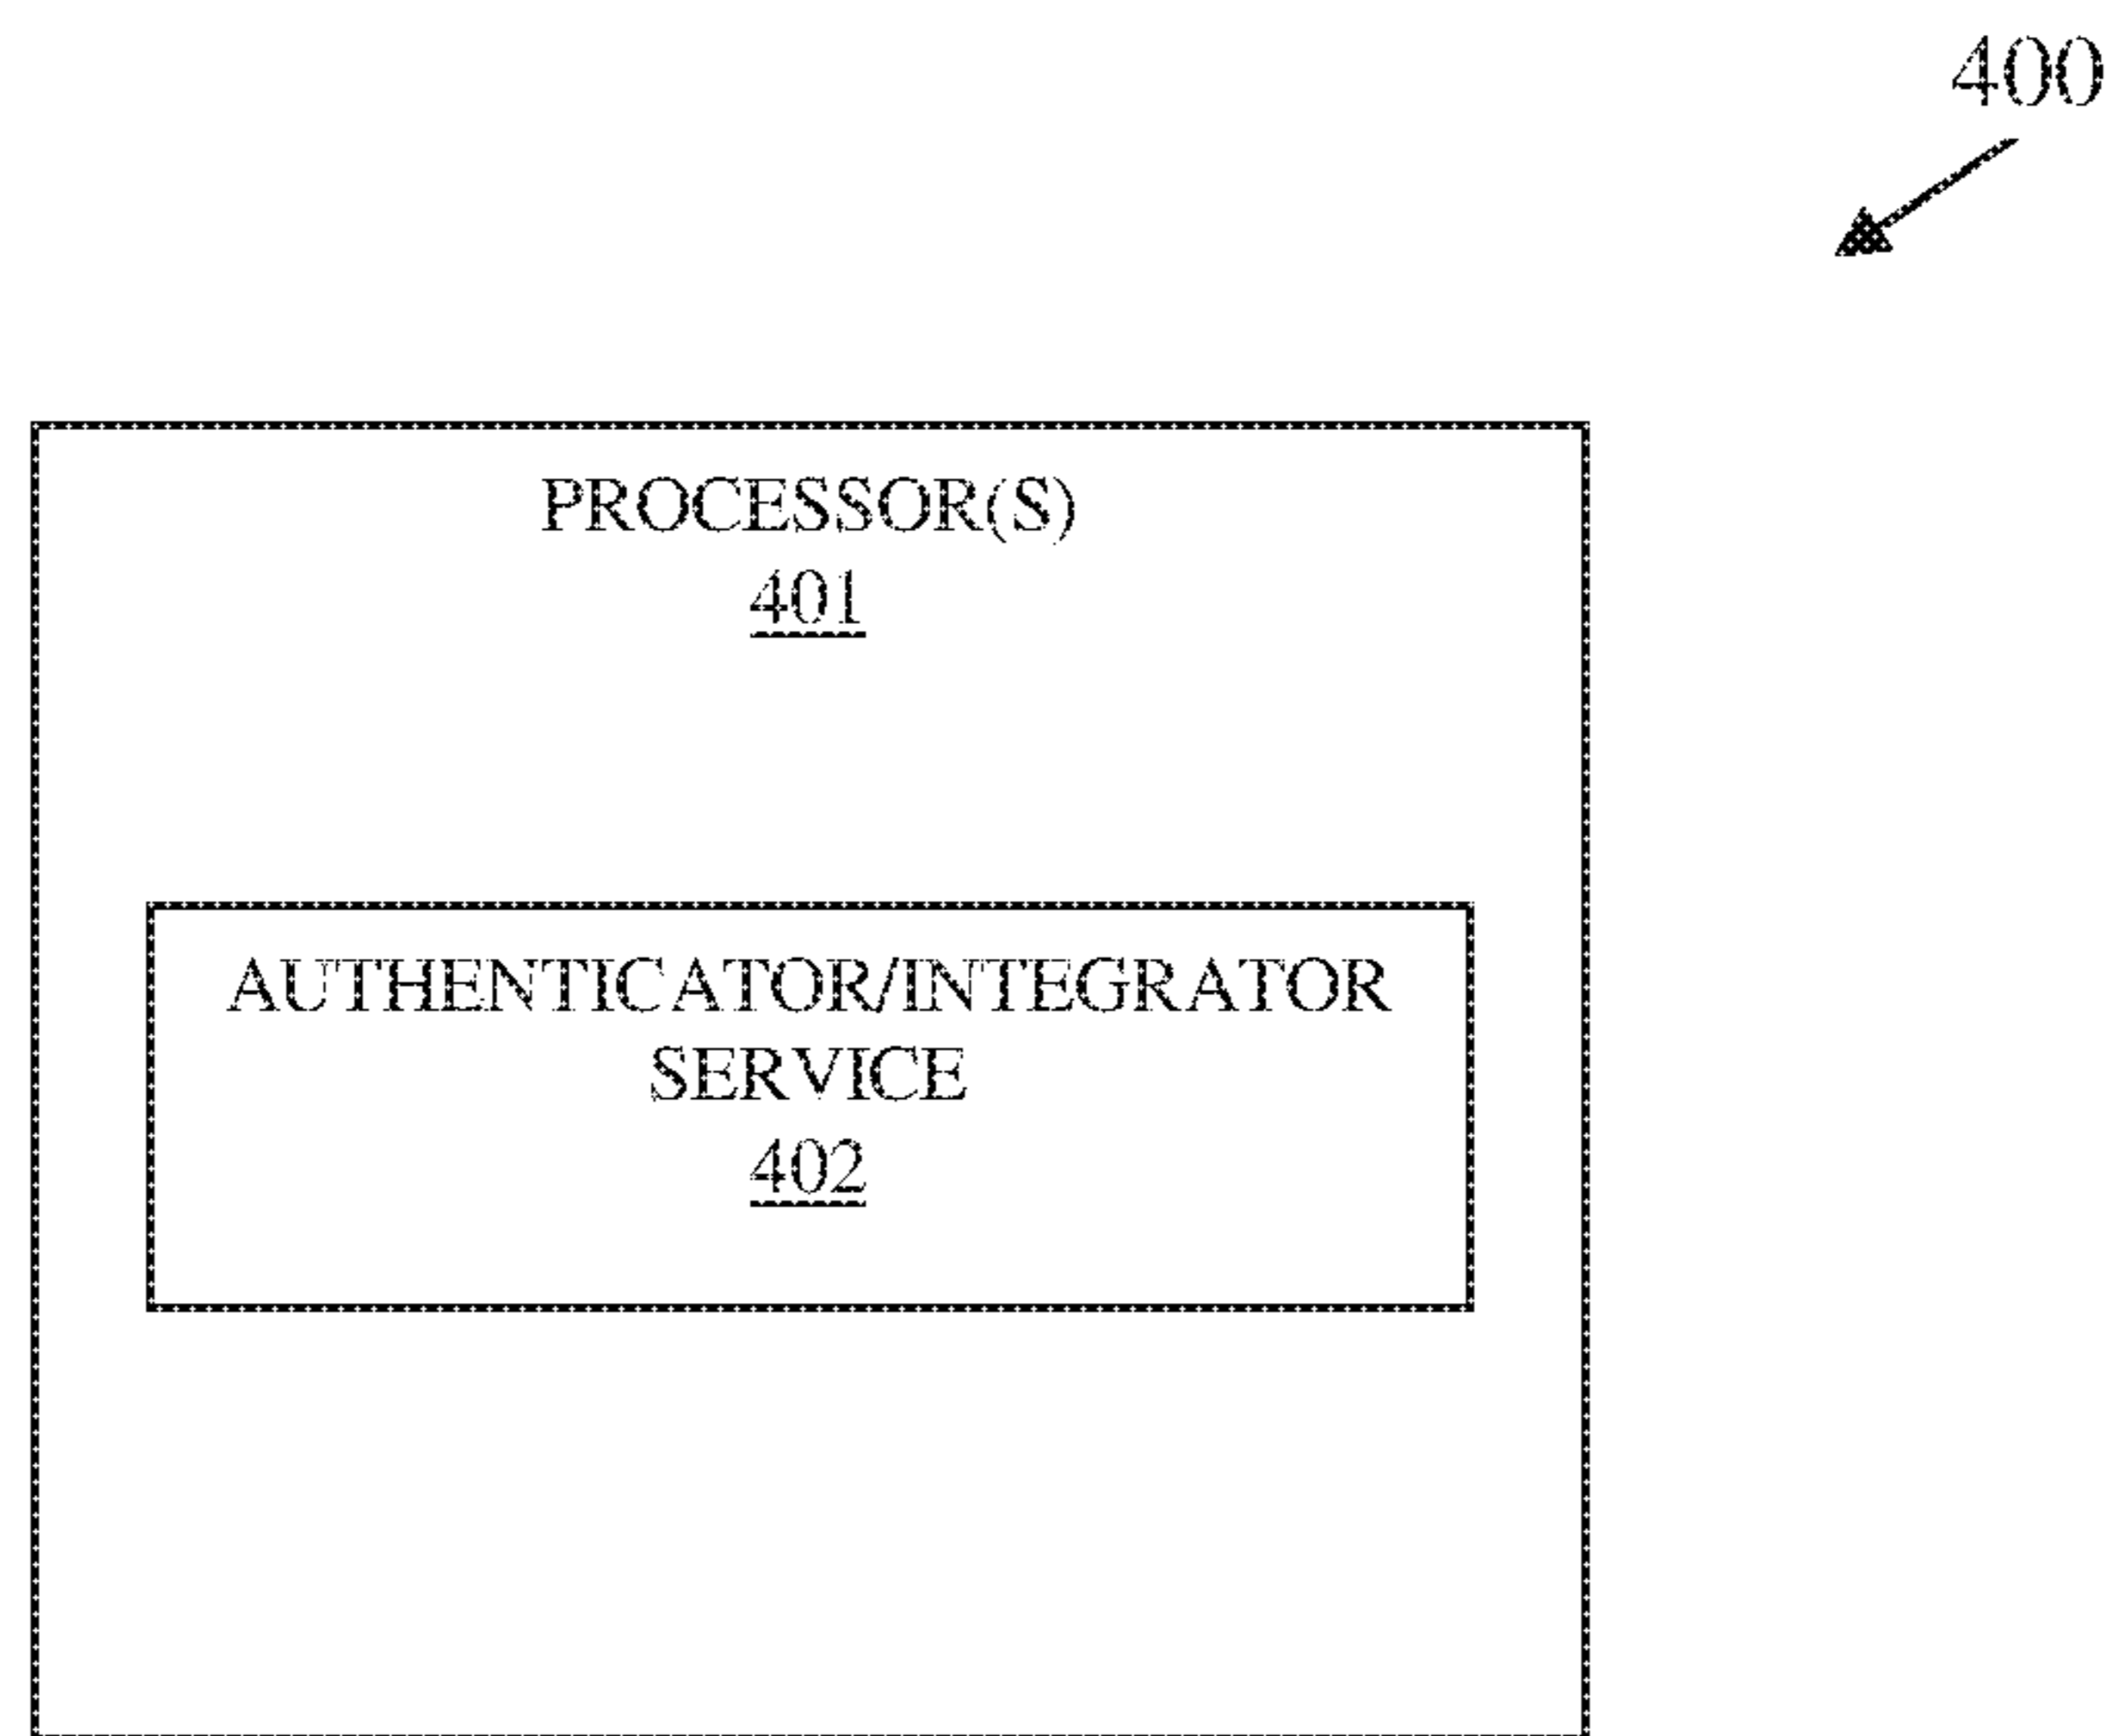 400
PROCESSOR(S)
401
AUTHENTICATOR/INTEGRATOR
SERVICE
402